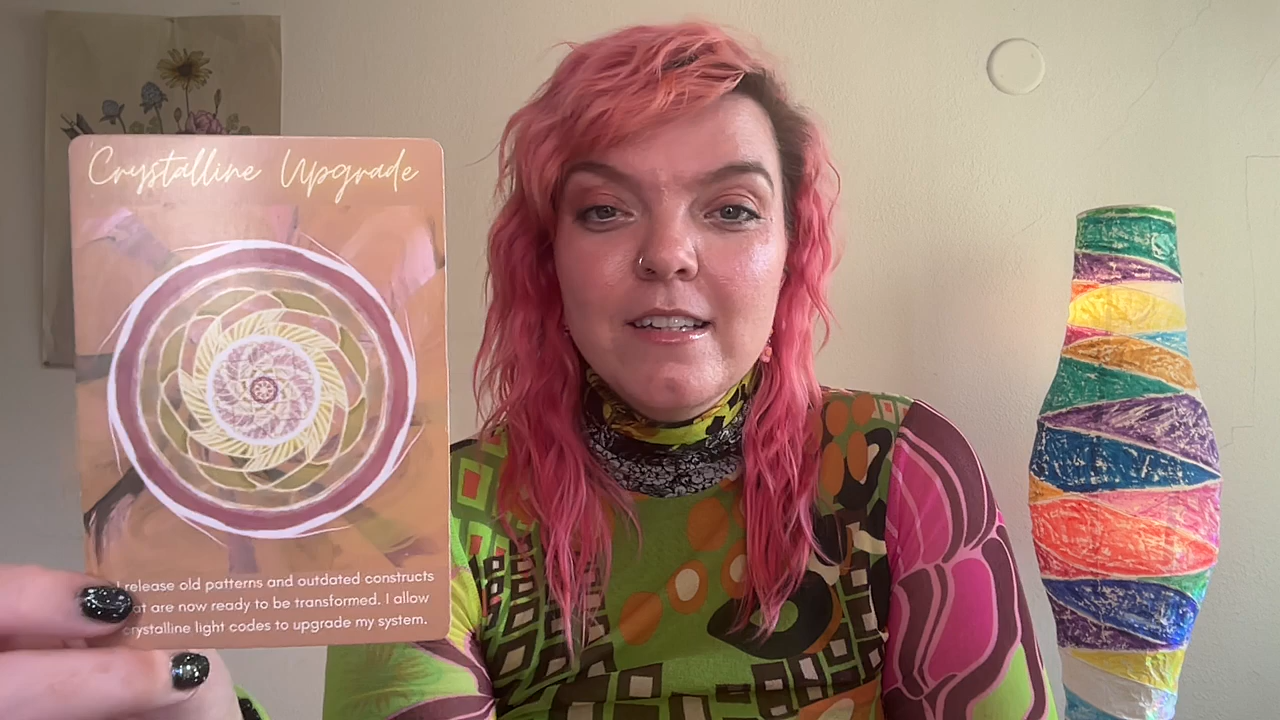 Crystalline Upgrade
I release old patterns and outdated constructs
at are now ready to be transformed. I allow
crystalline light codes to upgrade my system.